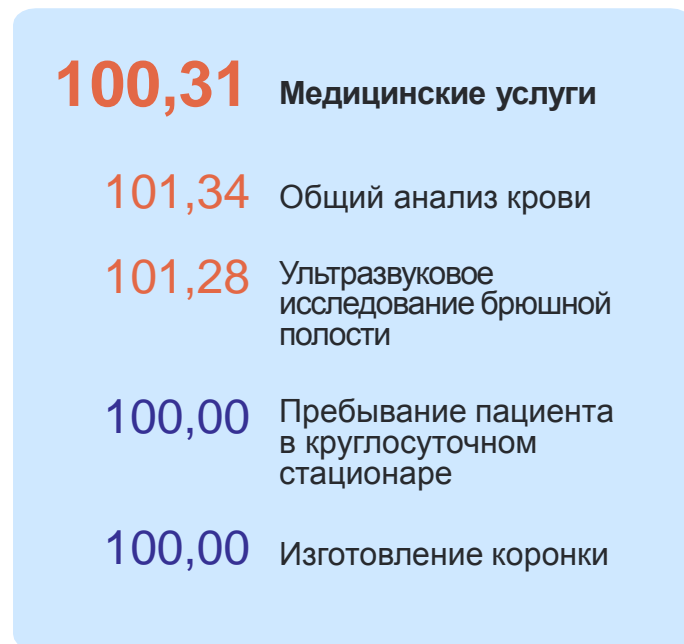 100,31 Медицинские услуги
101,34 Общий анализ крови
101,28 Ультразвуковое
исследование брюшной
полости
100,00 Пребывание пациента
в круглосуточном
стационаре
100,00 Изготовление коронки